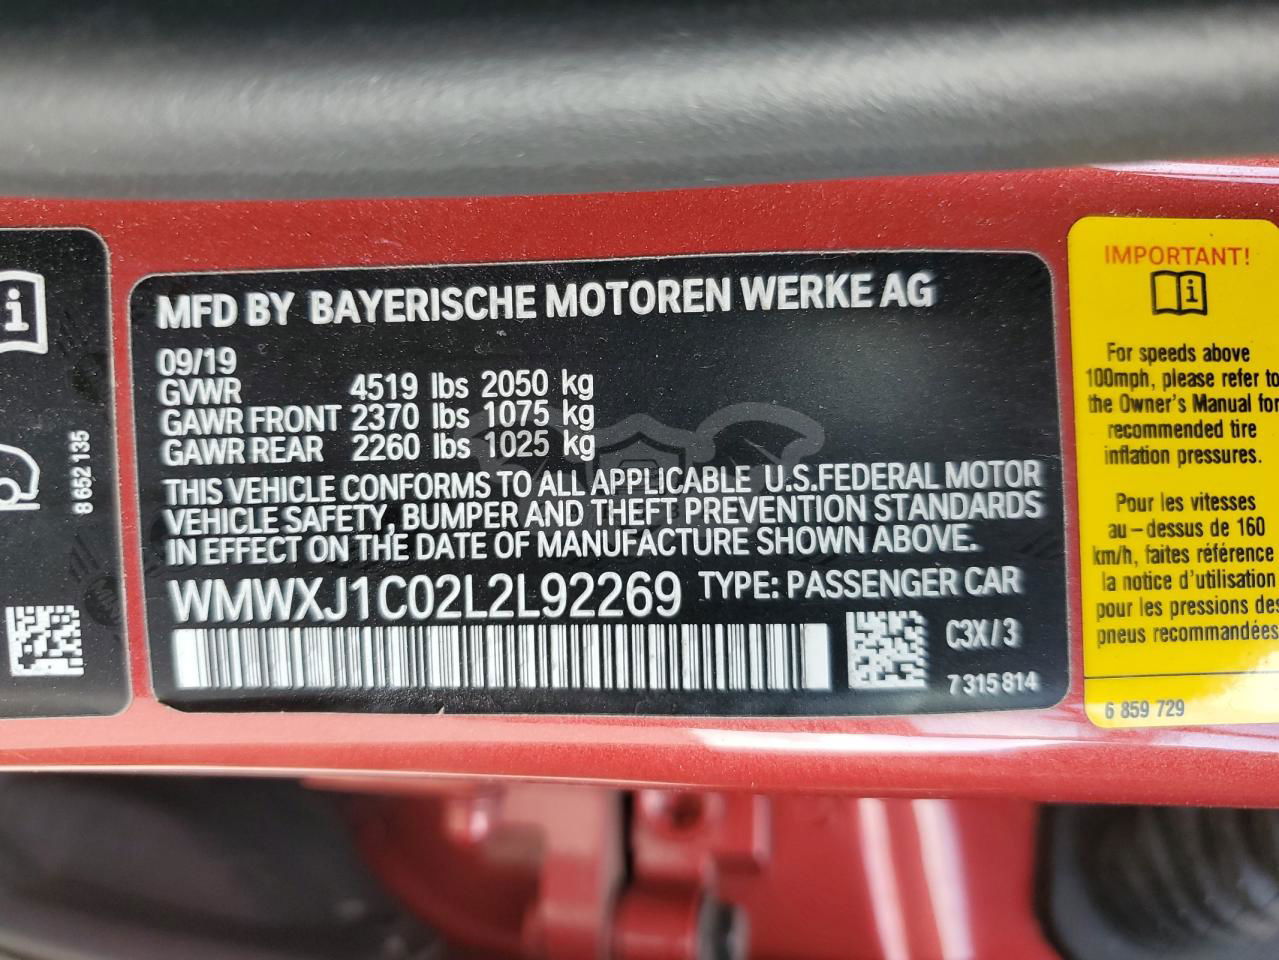 8 652 135
MFD BY BAYERISCHE MOTOREN WERKE AG
09/19
GVWR 4519 lbs 2050 kg
GAWR FRONT 2370 lbs 1075 kg
GAWR REAR 2260 lbs 1025 kg
THIS VEHICLE CONFORMS TO ALL APPLICABLE U.S.FEDERAL MOTOR
VEHICLE SAFETY, BUMPER AND THEFT PREVENTION STANDARDS
IN EFFECT ON THE DATE OF MANUFACTURE SHOWN ABOVE.
WMWXJ1C02L2L92269 TYPE: PASSENGER CAR
C3X/3
7 315 814
IMPORTANT!
For speeds above
100mph, please refer to
the Owner's Manual for
recommended tire
inflation pressures.
Pour les vitesses
au-dessus de 160
km/h, faites référence
la notice d'utilisation
pour les pressions des
pneus recommandées
6 859 729